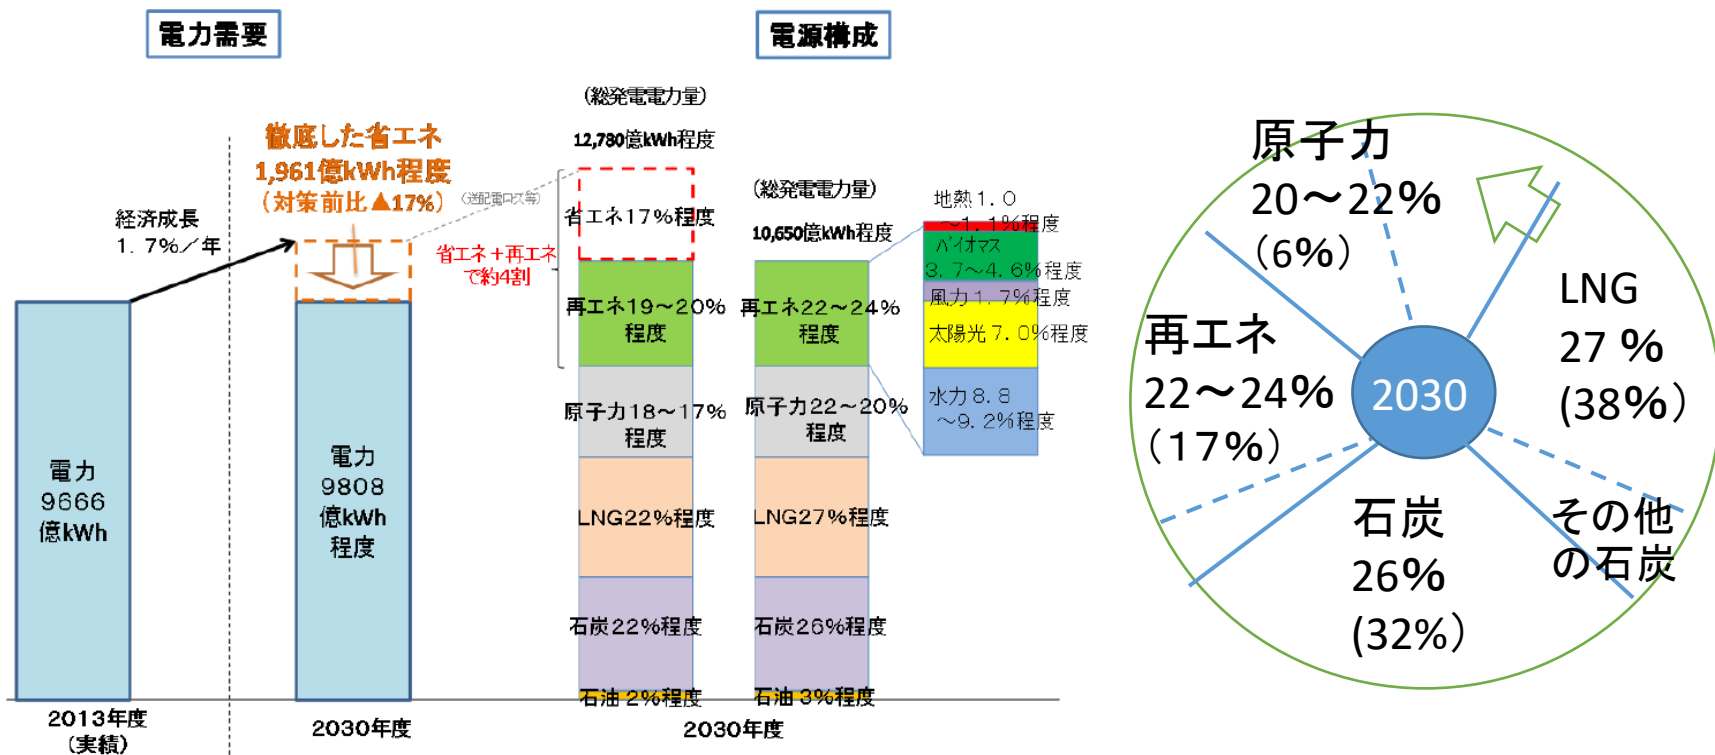 電力需要
電源構成
(総発電電力量)
12,780億kWh程度
徹底した省エネ
1,961億kWh程度
(対策前比▲17%)
(送配電ロス等)
経済成長
1.7%/年
省エネ17%程度
省エネ+再エネ
で約4割
(総発電電力量)
10,650億kWh程度
地熱1.0
~1.1%程度
バイオマス
3.7~4.6%程度
風力1.7%程度
太陽光7.0%程度
水力8.8
~9.2%程度
再エネ19~20%
程度
再エネ22~24%
程度
原子力18~17%
程度
原子力22~20%
程度
電力
9666
億kWh
電力
9808
億kWh
程度
LNG22%程度
LNG27%程度
石炭22%程度
石炭26%程度
石油2%程度
石油3%程度
2013年度
(実績)
2030年度
2030年度
原子力
20~22%
(6%)
LNG
27 %
(38%)
再エネ
22~24%
(17%)
2030
石炭
26%
(32%)
その他
の石炭